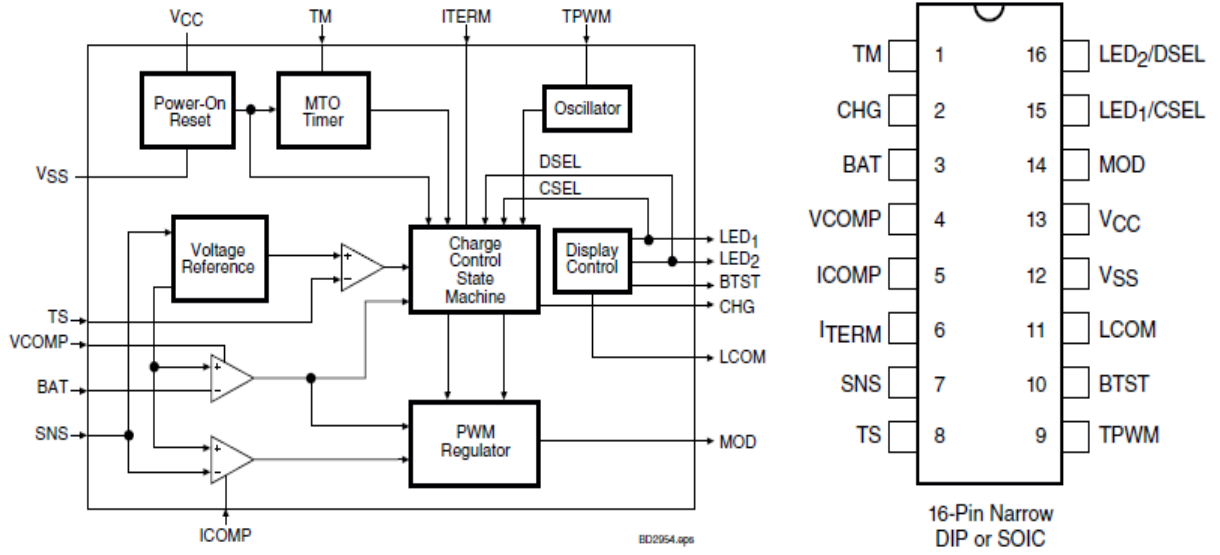 VCC
TM
ITERM
TPWM
Power-On
Reset
MTO
Timer
Oscillator
VSS
DSEL
CSEL
Voltage
Reference
+
−
Charge
Control
State
Machine
Display
Control
LED1
LED2
BTST
CHG
TS
VCOMP
LCOM
BAT
+
−
SNS
+
−
PWM
Regulator
MOD
ICOMP
BD2954.eps
TM 1 16 LED2/DSEL
CHG 2 15 LED1/CSEL
BAT 3 14 MOD
VCOMP 4 13 VCC
ICOMP 5 12 VSS
ITERM 6 11 LCOM
SNS 7 10 BTST
TS 8 9 TPWM
16-Pin Narrow
DIP or SOIC